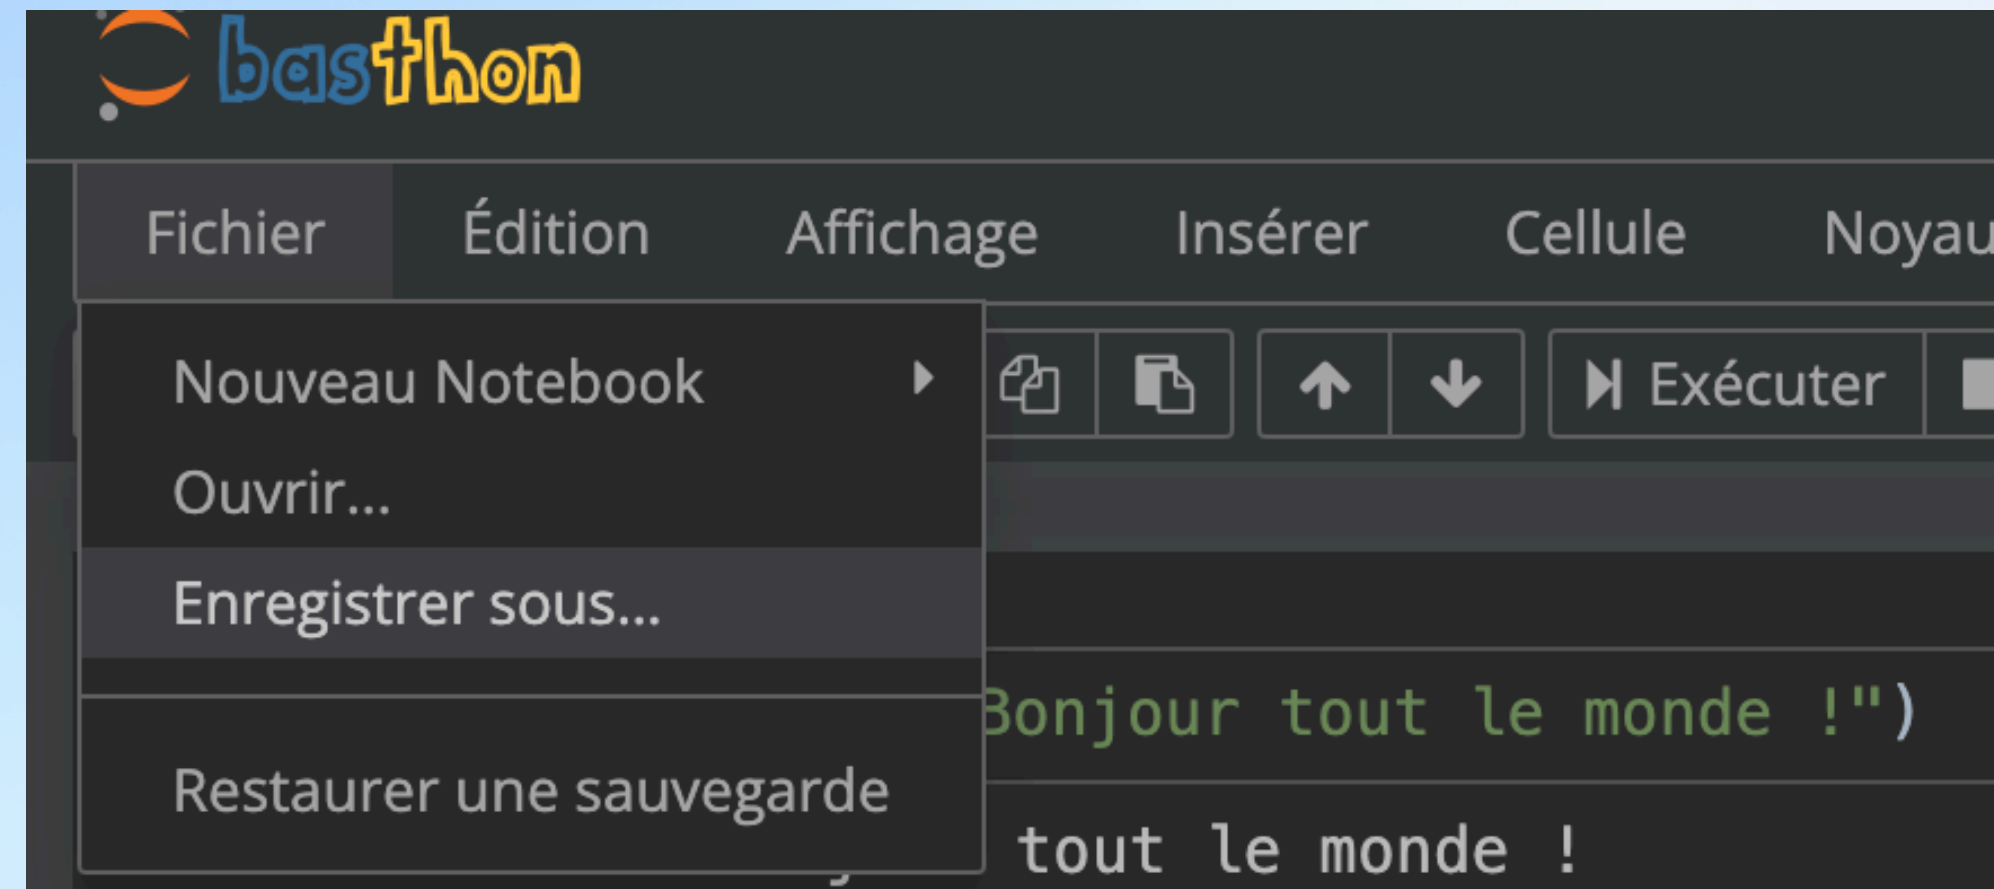 basthon
Fichier Édition Affichage Insérer Cellule Noyau
Nouveau Notebook
Exécuter
Ouvrir...
Enregistrer sous...
Bonjour tout le monde !")
Restaurer une sauvegarde
tout le monde !